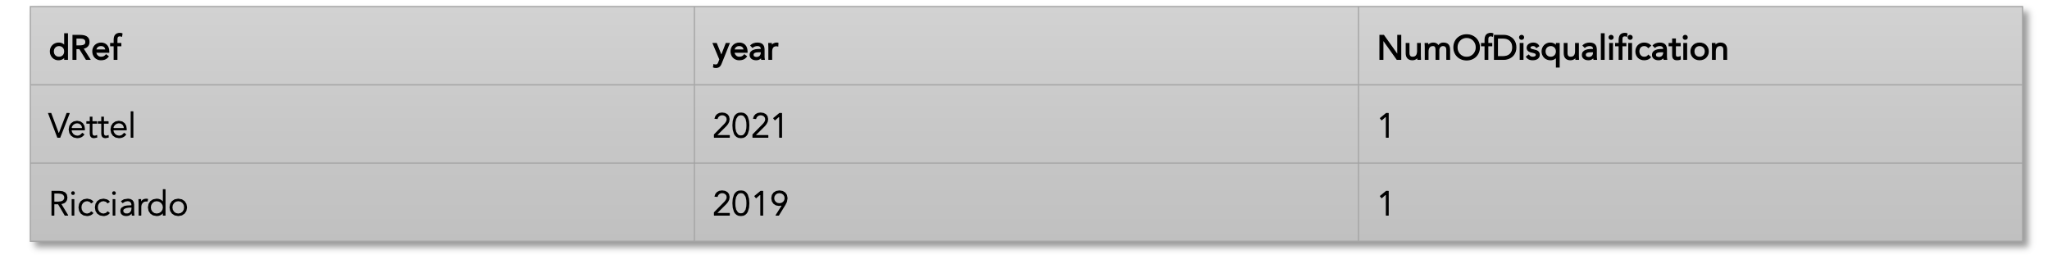 dRef year NumOfDisqualification
Vettel 2021 1
Ricciardo 2019 1